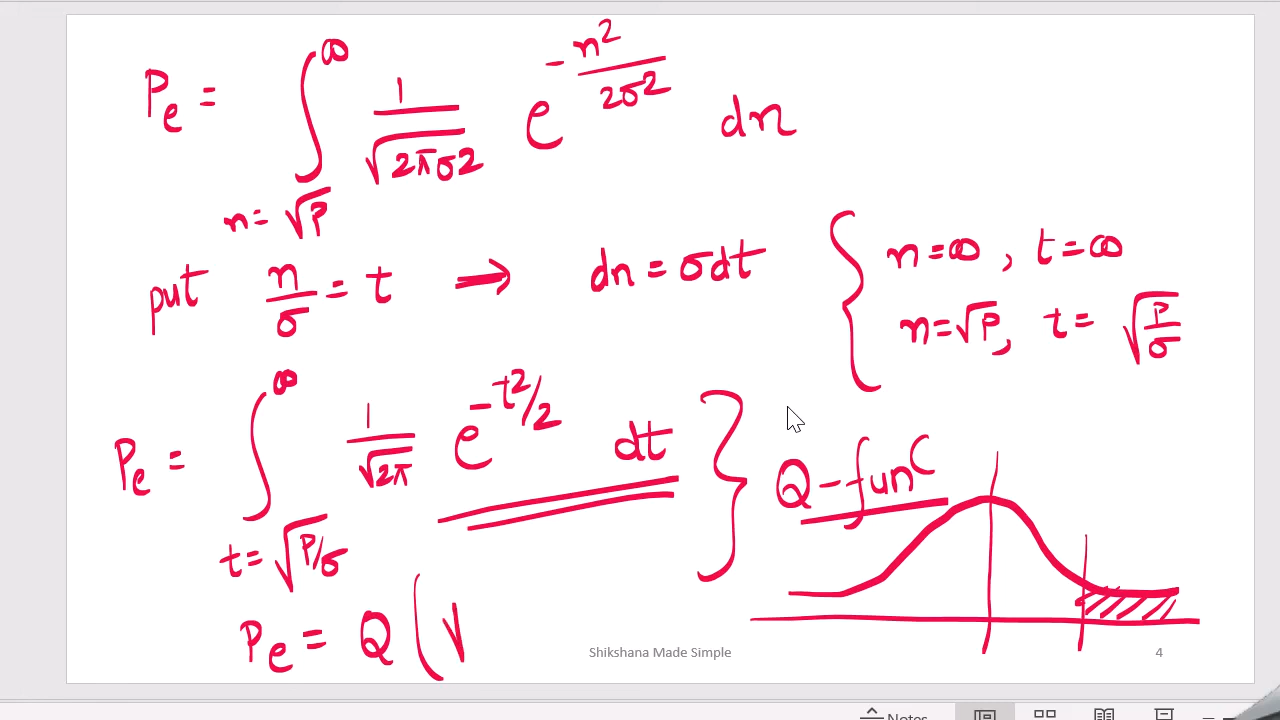 Pe = ∫_{n=√P}^{∞} 1/√(2πσ2) e^{-n²/2σ2} dn
put n/σ = t → dn = σdt { n=∞, t=∞
n=√P, t= √(P/σ)
Pe = ∫_{t=√(P/σ)}^{∞} 1/√(2π) e^{-t²/2} dt } Q-func
Pe = Q(√
Shikshana Made Simple 4
Notes